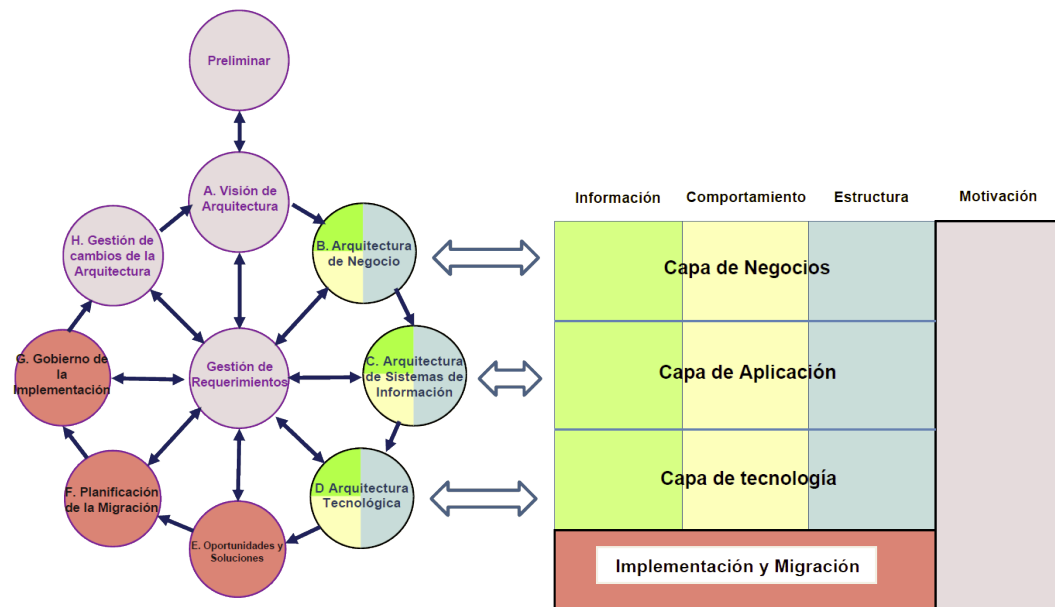 Preliminar
A. Visión de
Arquitectura
H. Gestión de
cambios de la
Arquitectura
B. Arquitectura
de Negocio
G. Gobierno de
la
Implementación
Gestión de
Requerimientos
C. Arquitectura
de Sistemas de
Información
F. Planificación
de la Migración
D Arquitectura
Tecnológica
E. Oportunidades y
Soluciones
Información
Comportamiento
Estructura
Motivación
Capa de Negocios
Capa de Aplicación
Capa de tecnología
Implementación y Migración